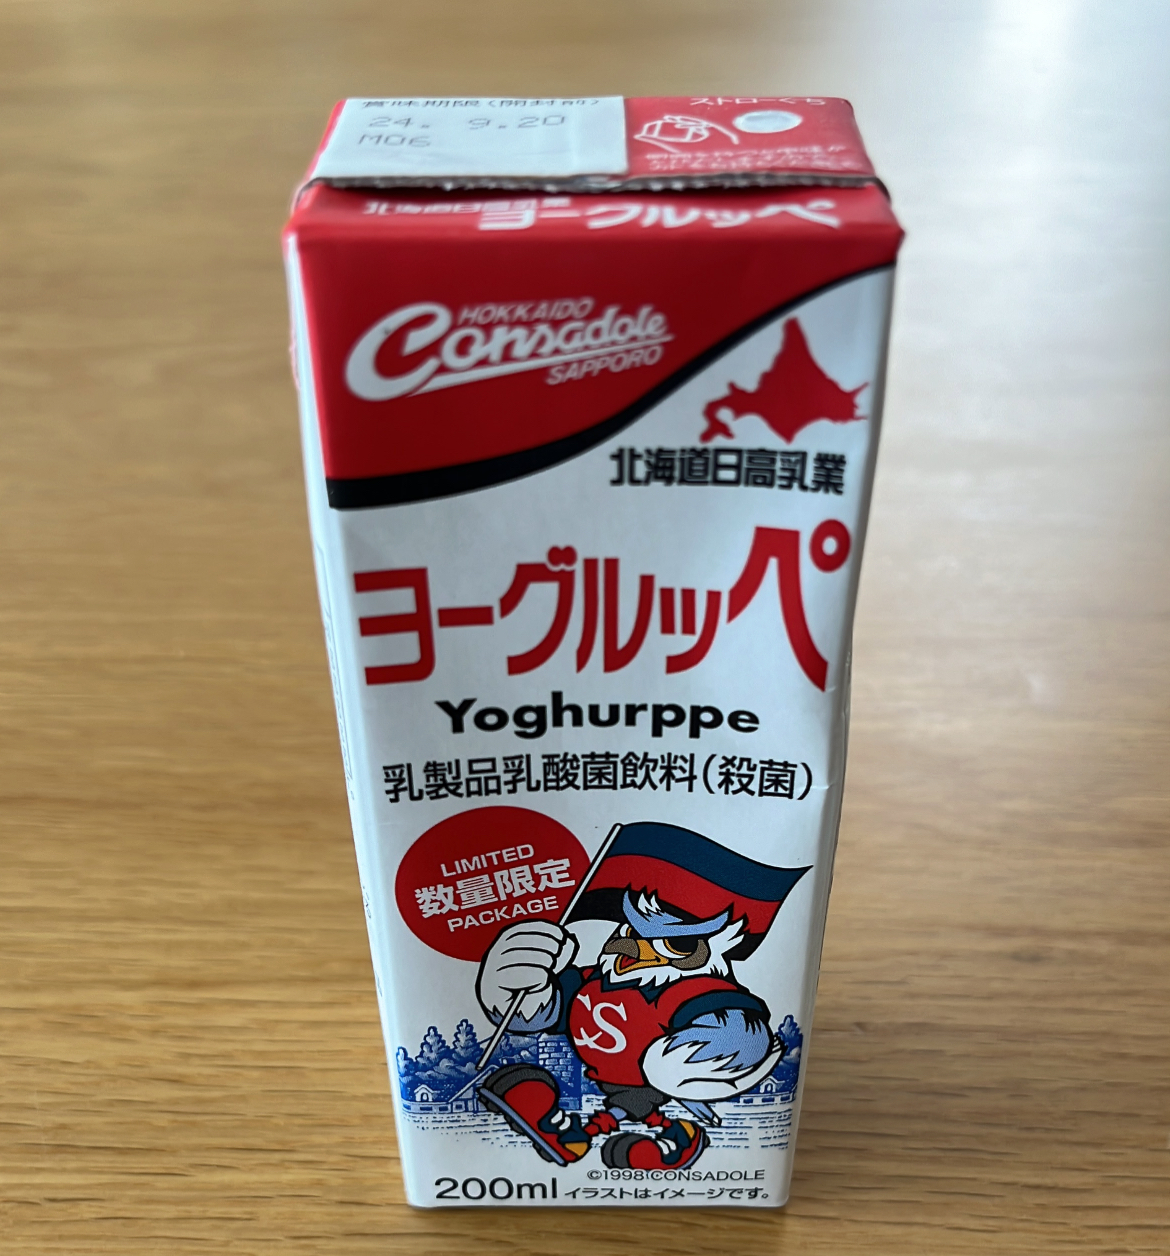 賞味期限(開封前)
24. 9.20
M06
ストローぐち
北海道日高乳業
ヨーグルッペ
HOKKAIDO
Consadole
SAPPORO
北海道日高乳業
ヨーグルッペ
Yoghurppe
乳製品乳酸菌飲料(殺菌)
LIMITED
数量限定
PACKAGE
S
©1998 CONSADOLE
200ml イラストはイメージです。